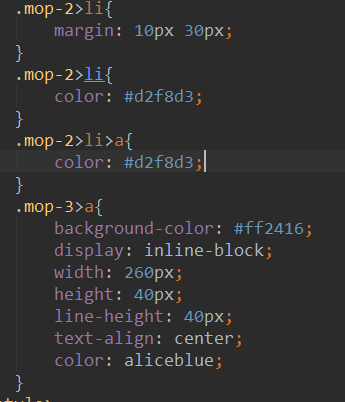 .mop-2>li{
    margin: 10px 30px;
}
.mop-2>li{
    color: #d2f8d3;
}
.mop-2>li>a{
    color: #d2f8d3;
}
.mop-3>a{
    background-color: #ff2416;
    display: inline-block;
    width: 260px;
    height: 40px;
    line-height: 40px;
    text-align: center;
    color: aliceblue;
}